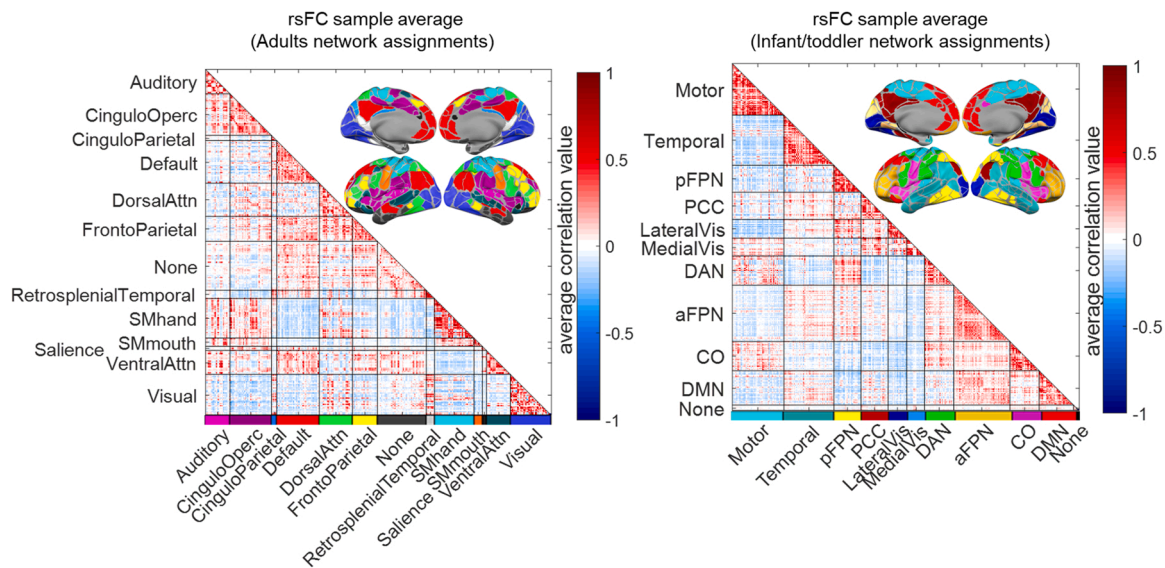 rsFC sample average
(Adults network assignments)
Auditory
CinguloOperc
CinguloParietal
Default
DorsalAttn
FrontoParietal
None
RetrosplenialTemporal
SMhand
SMmouth
Salience
VentralAttn
Visual
Auditory
CinguloOperc
CinguloParietal
Default
DorsalAttn
FrontoParietal
None
RetrosplenialTemporal
SMhand
Salience
SMmouth
VentralAttn
Visual
1
0.5
0
-0.5
-1
average correlation value
rsFC sample average
(Infant/toddler network assignments)
Motor
Temporal
pFPN
PCC
LateralVis
MedialVis
DAN
aFPN
CO
DMN
None
Motor
Temporal
pFPN
PCC
LateralVis
MedialVis
DAN
aFPN
CO
DMN
None
1
0.5
0
-0.5
-1
average correlation value